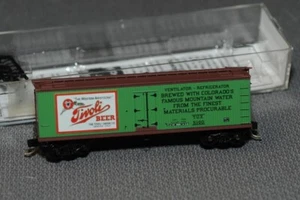 Tivoli
BEER
VENTILATOR - REFRIGERATOR
BREWED WITH COLORADO'S
FAMOUS MOUNTAIN WATER
FROM THE FINEST
MATERIALS PROCURABLE